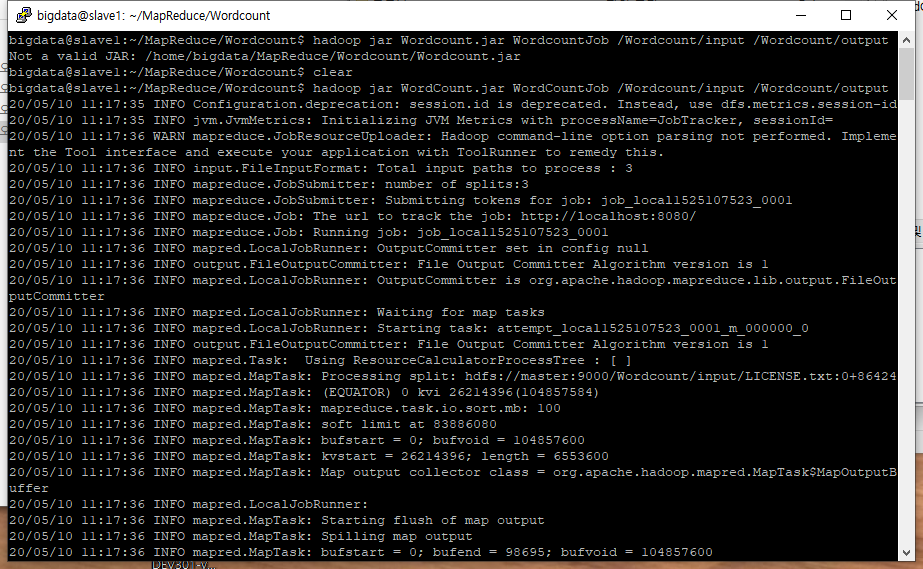 bigdata@slave1: ~/MapReduce/Wordcount
bigdata@slave1:~/MapReduce/Wordcount$ hadoop jar Wordcount.jar WordcountJob /Wordcount/input /Wordcount/output
Not a valid JAR: /home/bigdata/MapReduce/Wordcount/Wordcount.jar
bigdata@slave1:~/MapReduce/Wordcount$ clear
bigdata@slave1:~/MapReduce/Wordcount$ hadoop jar WordCount.jar WordCountJob /Wordcount/input /Wordcount/output
20/05/10 11:17:35 INFO Configuration.deprecation: session.id is deprecated. Instead, use dfs.metrics.session-id
20/05/10 11:17:35 INFO jvm.JvmMetrics: Initializing JVM Metrics with processName=JobTracker, sessionId=
20/05/10 11:17:36 WARN mapreduce.JobResourceUploader: Hadoop command-line option parsing not performed. Impleme
nt the Tool interface and execute your application with ToolRunner to remedy this.
20/05/10 11:17:36 INFO input.FileInputFormat: Total input paths to process : 3
20/05/10 11:17:36 INFO mapreduce.JobSubmitter: number of splits:3
20/05/10 11:17:36 INFO mapreduce.JobSubmitter: Submitting tokens for job: job_local1525107523_0001
20/05/10 11:17:36 INFO mapreduce.Job: The url to track the job: http://localhost:8080/
20/05/10 11:17:36 INFO mapreduce.Job: Running job: job_local1525107523_0001
20/05/10 11:17:36 INFO mapred.LocalJobRunner: OutputCommitter set in config null
20/05/10 11:17:36 INFO output.FileOutputCommitter: File Output Committer Algorithm version is 1
20/05/10 11:17:36 INFO mapred.LocalJobRunner: OutputCommitter is org.apache.hadoop.mapreduce.lib.output.FileOut
putCommitter
20/05/10 11:17:36 INFO mapred.LocalJobRunner: Waiting for map tasks
20/05/10 11:17:36 INFO mapred.LocalJobRunner: Starting task: attempt_local1525107523_0001_m_000000_0
20/05/10 11:17:36 INFO output.FileOutputCommitter: File Output Committer Algorithm version is 1
20/05/10 11:17:36 INFO mapred.Task:  Using ResourceCalculatorProcessTree : [ ]
20/05/10 11:17:36 INFO mapred.MapTask: Processing split: hdfs://master:9000/Wordcount/input/LICENSE.txt:0+86424
20/05/10 11:17:36 INFO mapred.MapTask: (EQUATOR) 0 kvi 26214396(104857584)
20/05/10 11:17:36 INFO mapred.MapTask: mapreduce.task.io.sort.mb: 100
20/05/10 11:17:36 INFO mapred.MapTask: soft limit at 83886080
20/05/10 11:17:36 INFO mapred.MapTask: bufstart = 0; bufvoid = 104857600
20/05/10 11:17:36 INFO mapred.MapTask: kvstart = 26214396; length = 6553600
20/05/10 11:17:36 INFO mapred.MapTask: Map output collector class = org.apache.hadoop.mapred.MapTask$MapOutputB
uffer
20/05/10 11:17:36 INFO mapred.LocalJobRunner:
20/05/10 11:17:36 INFO mapred.MapTask: Starting flush of map output
20/05/10 11:17:36 INFO mapred.MapTask: Spilling map output
20/05/10 11:17:36 INFO mapred.MapTask: bufstart = 0; bufend = 98695; bufvoid = 104857600